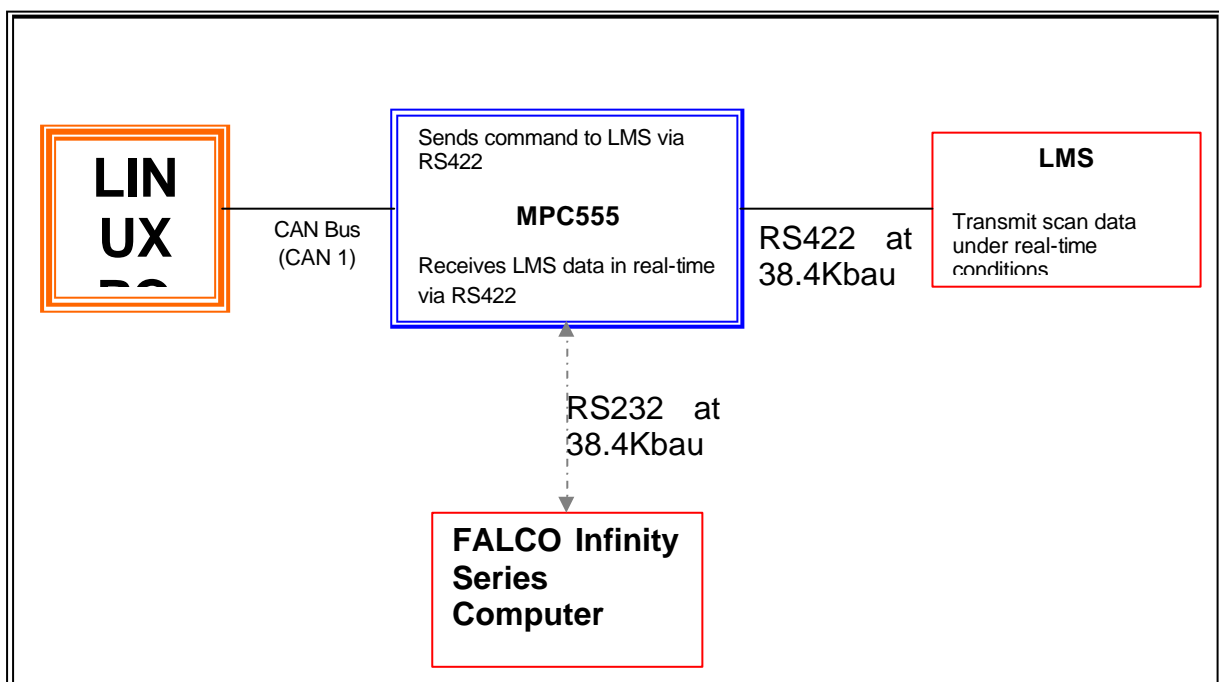 LIN
UX
CAN Bus
(CAN 1)
Sends command to LMS via
RS422
MPC555
Receives LMS data in real-time
via RS422
RS422 at
38.4Kbau
LMS
Transmit scan data
under real-time
conditions
RS232 at
38.4Kbau
FALCO Infinity
Series
Computer